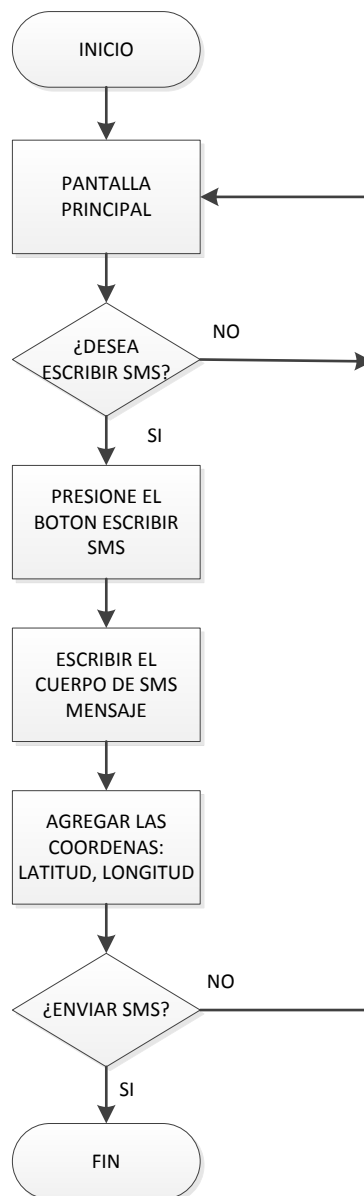 INICIO
PANTALLA
PRINCIPAL
¿DESEA
ESCRIBIR SMS?
NO
SI
PRESIONE EL
BOTON ESCRIBIR
SMS
ESCRIBIR EL
CUERPO DE SMS
MENSAJE
AGREGAR LAS
COORDENAS:
LATITUD, LONGITUD
¿ENVIAR SMS?
NO
SI
FIN